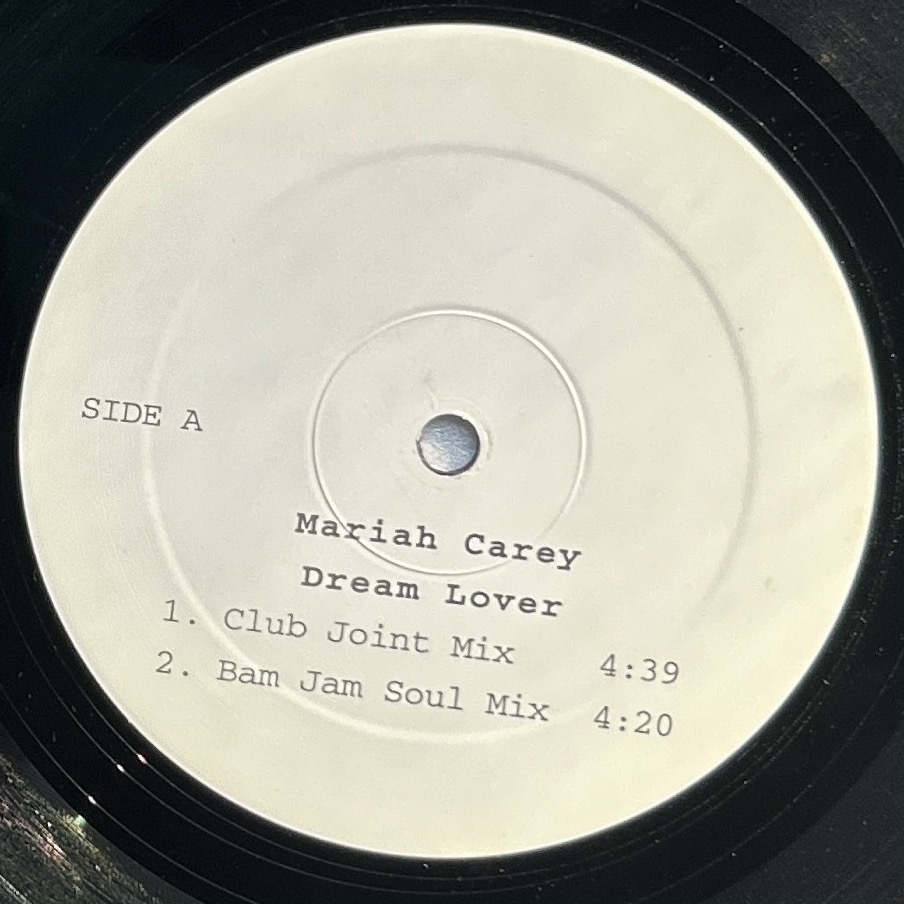 SIDE A
Mariah Carey
Dream Lover
1. Club Joint Mix 4:39
2. Bam Jam Soul Mix 4:20